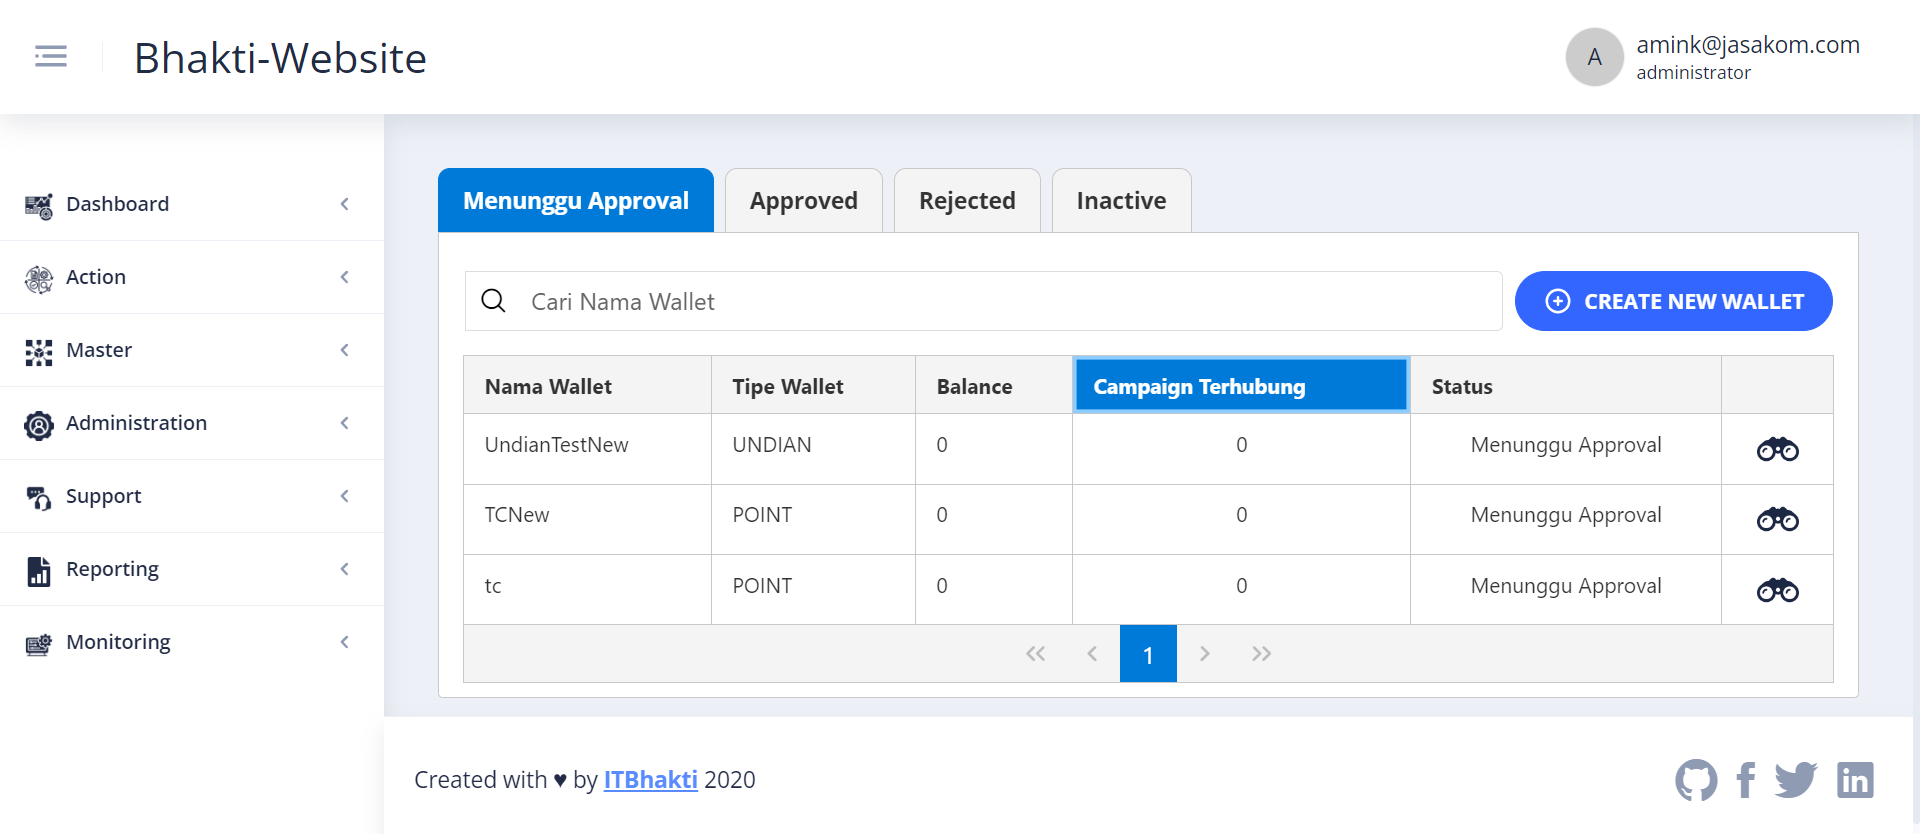 Bhakti-Website
A
amink@jasakom.com
administrator
Dashboard
Action
Master
Administration
Support
Reporting
Monitoring
Menunggu Approval
Approved
Rejected
Inactive
Cari Nama Wallet
CREATE NEW WALLET
Nama Wallet Tipe Wallet Balance Campaign Terhubung Status
UndianTestNew UNDIAN 0 0 Menunggu Approval
TCNew POINT 0 0 Menunggu Approval
tc POINT 0 0 Menunggu Approval
1
Created with ♥ by ITBhakti 2020